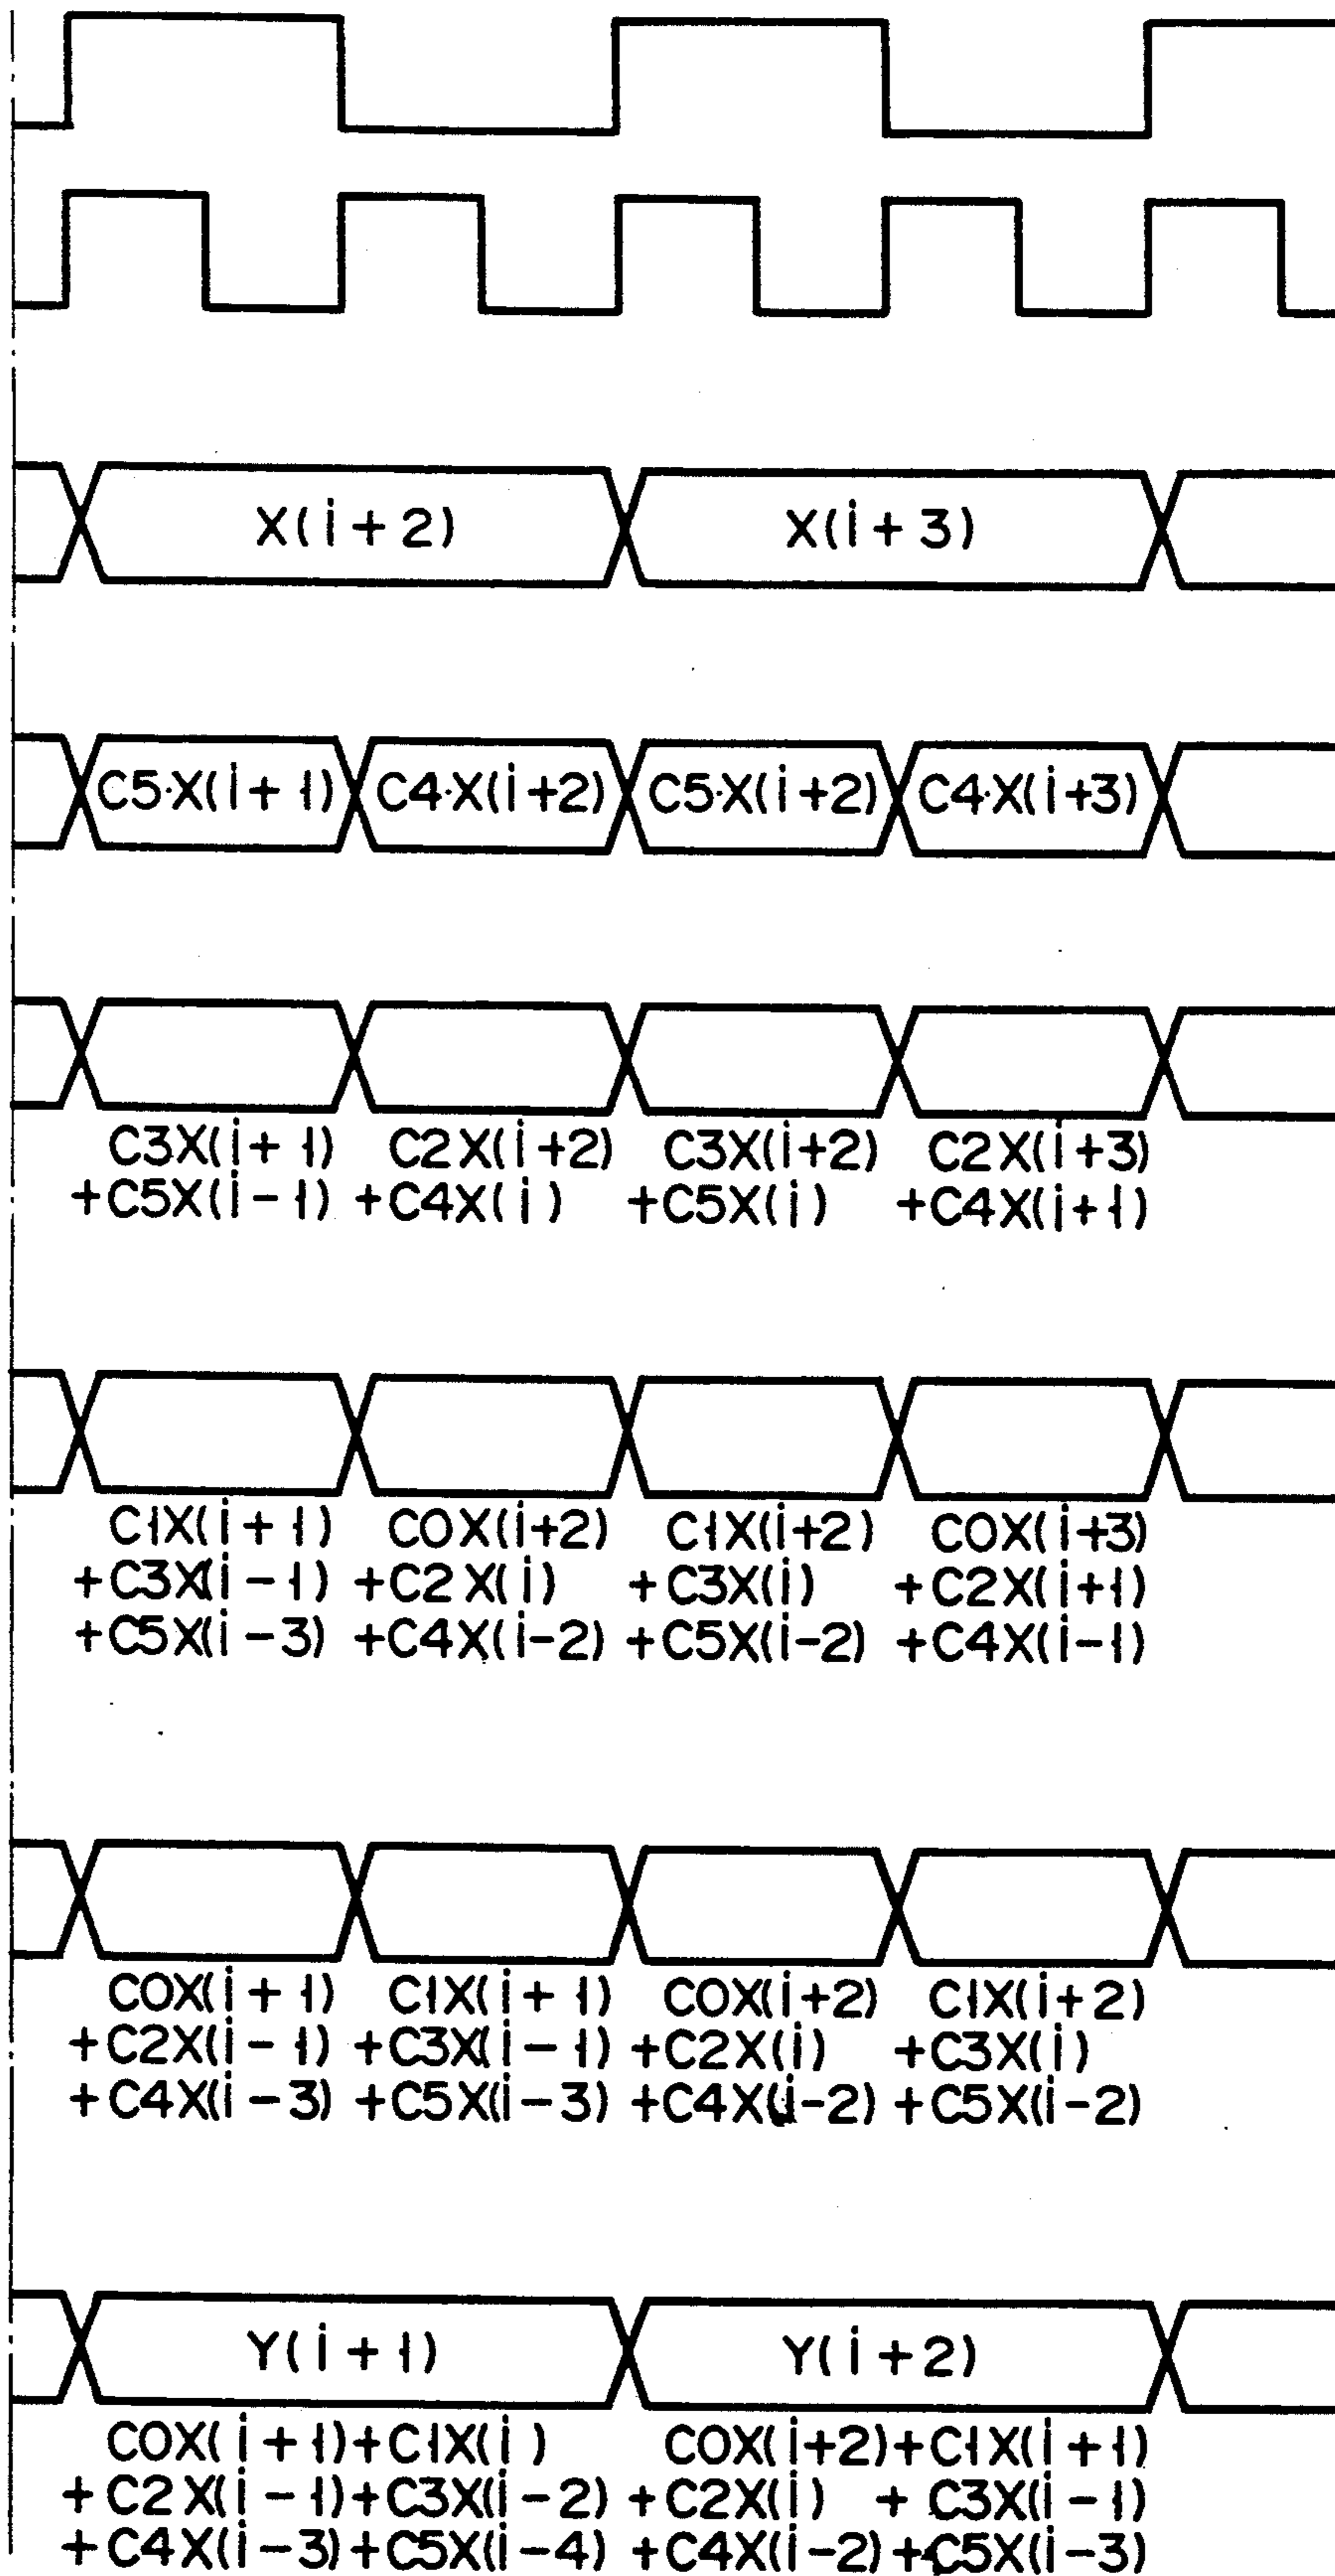 X(i+2) X(i+3)
C5·X(i+1) C4·X(i+2) C5·X(i+2) C4·X(i+3)
C3X(i+1) C2X(i+2) C3X(i+2) C2X(i+3)
+C5X(i-1) +C4X(i) +C5X(i) +C4X(i+1)
C1X(i+1) C0X(i+2) C1X(i+2) C0X(i+3)
+C3X(i-1) +C2X(i) +C3X(i) +C2X(i+1)
+C5X(i-3) +C4X(i-2) +C5X(i-2) +C4X(i-1)
C0X(i+1) C1X(i+1) C0X(i+2) C1X(i+2)
+C2X(i-1) +C3X(i-1) +C2X(i) +C3X(i)
+C4X(i-3) +C5X(i-3) +C4X(i-2) +C5X(i-2)
Y(i+1) Y(i+2)
C0X(i+1)+C1X(i) C0X(i+2)+C1X(i+1)
+C2X(i-1)+C3X(i-2) +C2X(i) +C3X(i-1)
+C4X(i-3)+C5X(i-4) +C4X(i-2)+C5X(i-3)